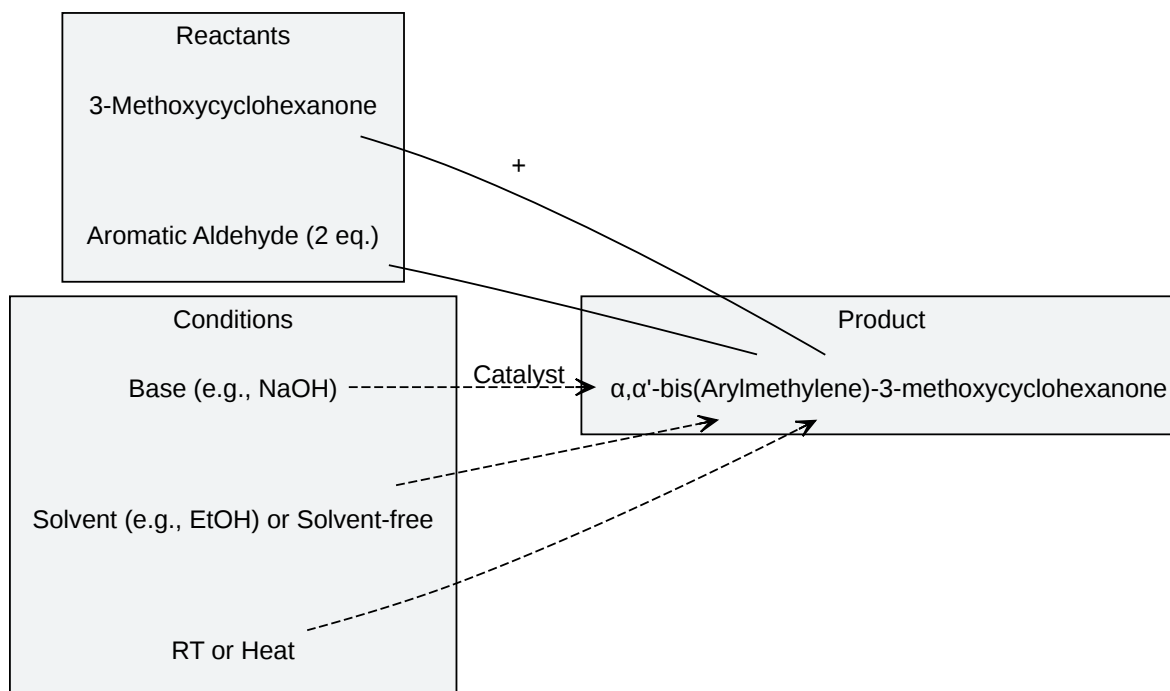 Reactants
3-Methoxycyclohexanone
+
Aromatic Aldehyde (2 eq.)
Conditions
Product
Base (e.g., NaOH)
Catalyst
α,α'-bis(Arylmethylene)-3-methoxycyclohexanone
Solvent (e.g., EtOH) or Solvent-free
RT or Heat